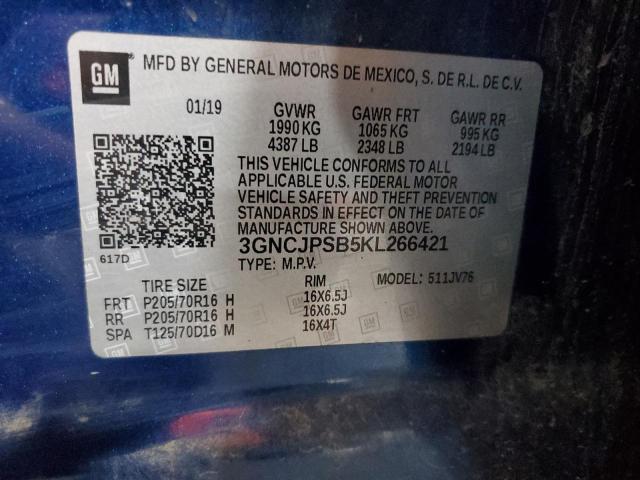 GM
MFD BY GENERAL MOTORS DE MEXICO, S. DE R.L. DE C.V.
01/19 GVWR GAWR FRT GAWR RR
1990 KG 1065 KG 995 KG
4387 LB 2348 LB 2194 LB
THIS VEHICLE CONFORMS TO ALL
APPLICABLE U.S. FEDERAL MOTOR
VEHICLE SAFETY AND THEFT PREVENTION
STANDARDS IN EFFECT ON THE DATE OF
MANUFACTURE SHOWN ABOVE.
3GNCJPSB5KL266421
617D
TYPE: M.P.V. MODEL: 511JV76
TIRE SIZE RIM
FRT P205/70R16 H 16X6.5J
RR P205/70R16 H 16X6.5J
SPA T125/70D16 M 16X4T